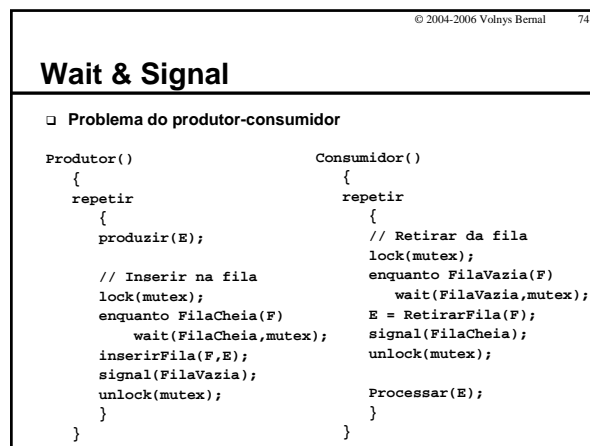 © 2004-2006 Volnys Bernal 74
Wait & Signal
❑ Problema do produtor-consumidor
Produtor()
{
repetir
{
produzir(E);
// Inserir na fila
lock(mutex);
enquanto FilaCheia(F)
wait(FilaCheia,mutex);
inserirFila(F,E);
signal(FilaVazia);
unlock(mutex);
}
}
Consumidor()
{
repetir
{
// Retirar da fila
lock(mutex);
enquanto FilaVazia(F)
wait(FilaVazia,mutex);
E = RetirarFila(F);
signal(FilaCheia);
unlock(mutex);
Processar(E);
}
}